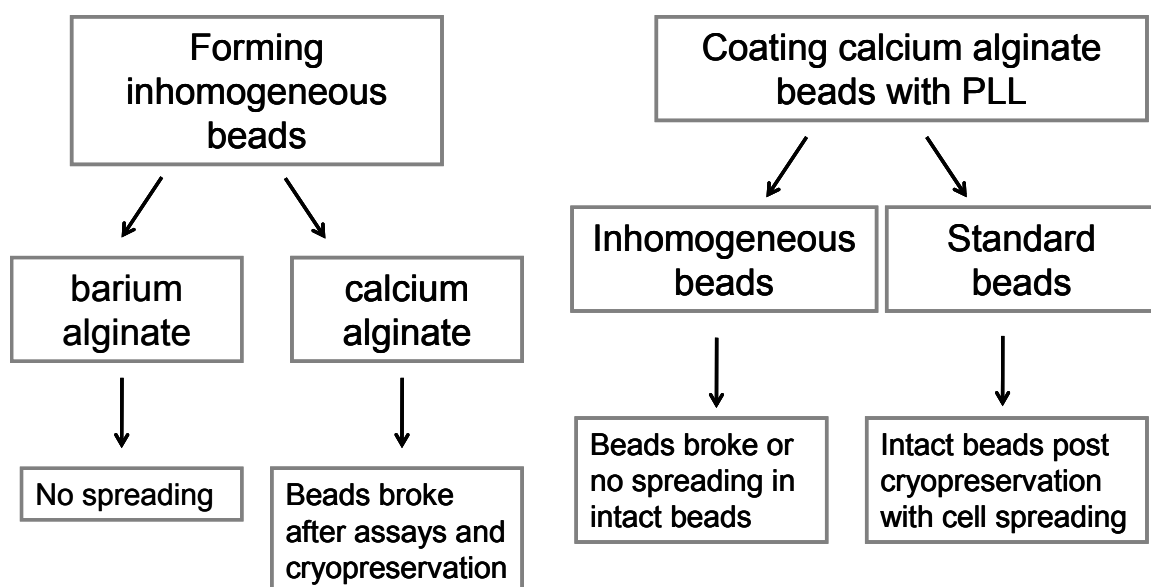 Forming
inhomogeneous
beads
barium
alginate
calcium
alginate
No spreading
Beads broke
after assays and
cryopreservation
Coating calcium alginate
beads with PLL
Inhomogeneous
beads
Standard
beads
Beads broke or
no spreading in
intact beads
Intact beads post
cryopreservation
with cell spreading